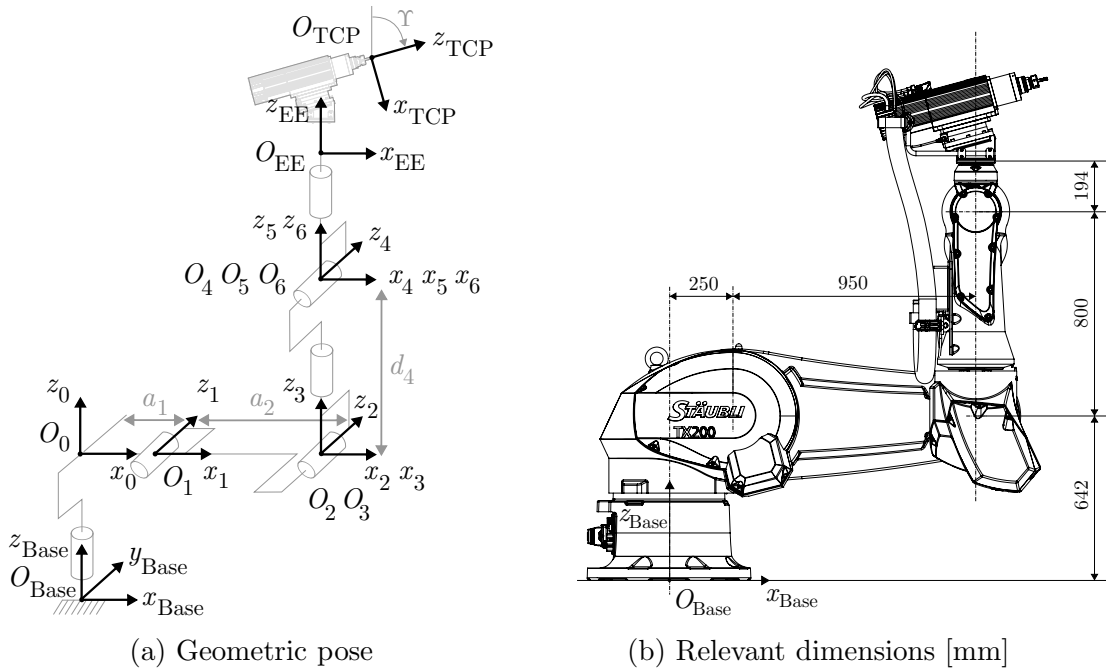 O_TCP
ϒ
z_TCP
x_TCP
z_EE
O_EE
x_EE
z_5 z_6
z_4
O_4 O_5 O_6
x_4 x_5 x_6
d_4
z_0
a_1
z_1
a_2
z_3
z_2
O_0
x_0
O_1
x_1
x_2 x_3
O_2 O_3
z_Base
y_Base
O_Base
x_Base
(a) Geometric pose
194
250
950
800
STÄUBLI
TX200
642
z_Base
O_Base
x_Base
(b) Relevant dimensions [mm]